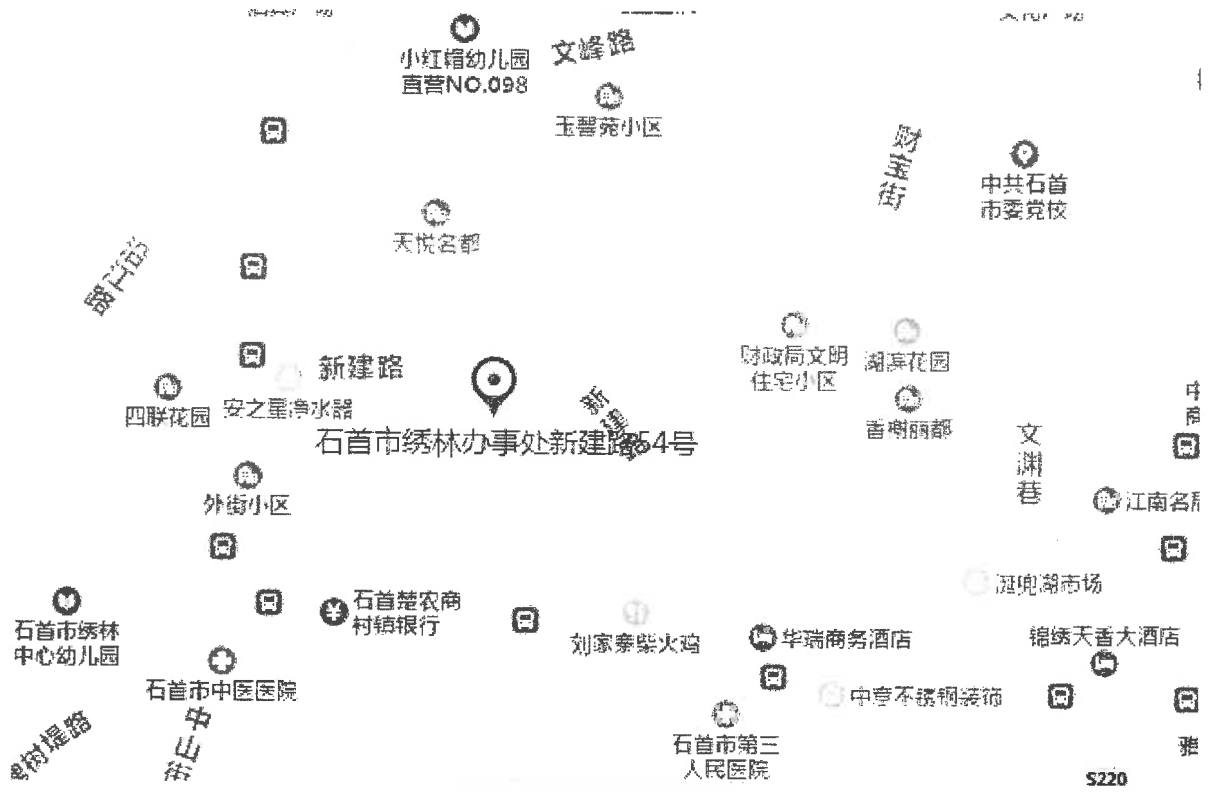 小红帽幼儿园
直营NO.098
文峰路
玉馨苑小区
财宝街
中共石首
市委党校
天悦名都
新建路
四联花园
安之星净水器
财政局文明
住宅小区
湖滨花园
香榭丽都
新建路
石首市绣林办事处新建路54号
文渊巷
外街小区
江南名居
石首市绣林
中心幼儿园
石首楚农商
村镇银行
刘家寨柴火鸡
华瑞商务酒店
锦绣天香大酒店
石首市中医医院
中山街
石首市第三
人民医院
树堤路
S220